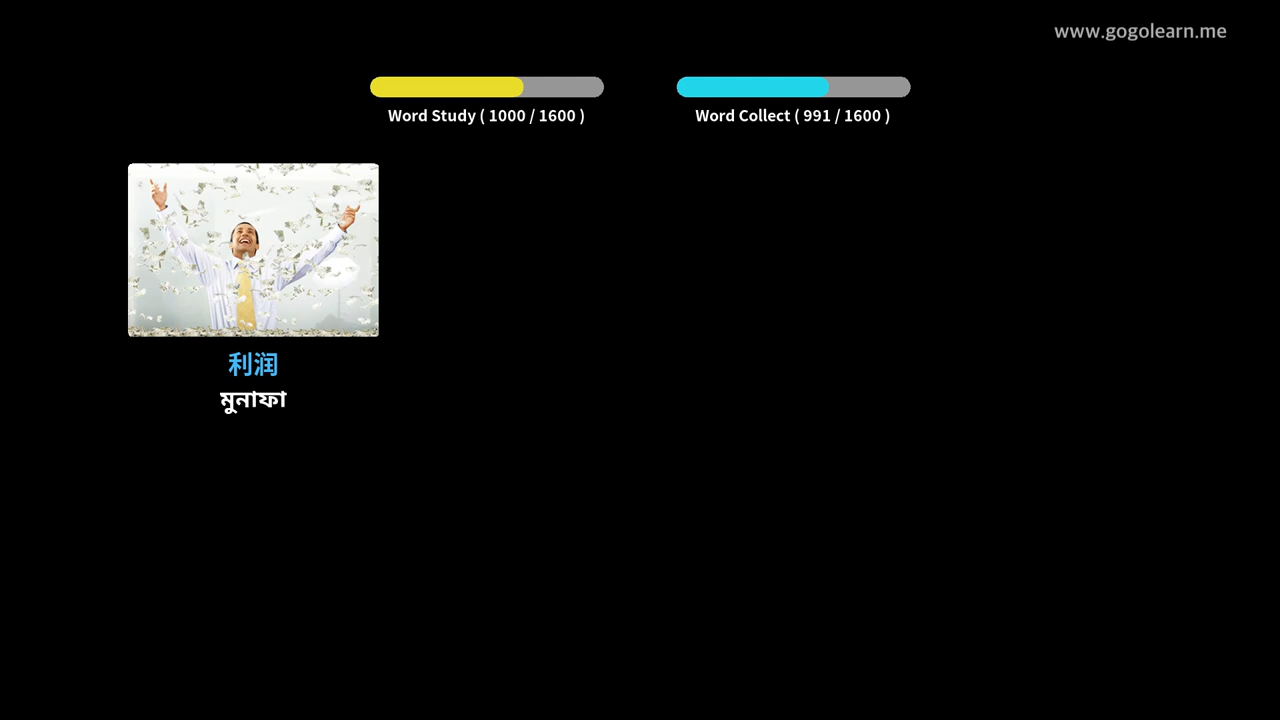 www.gogolearn.me
Word Study ( 1000 / 1600 )
Word Collect ( 991 / 1600 )
利润
মুনাফা